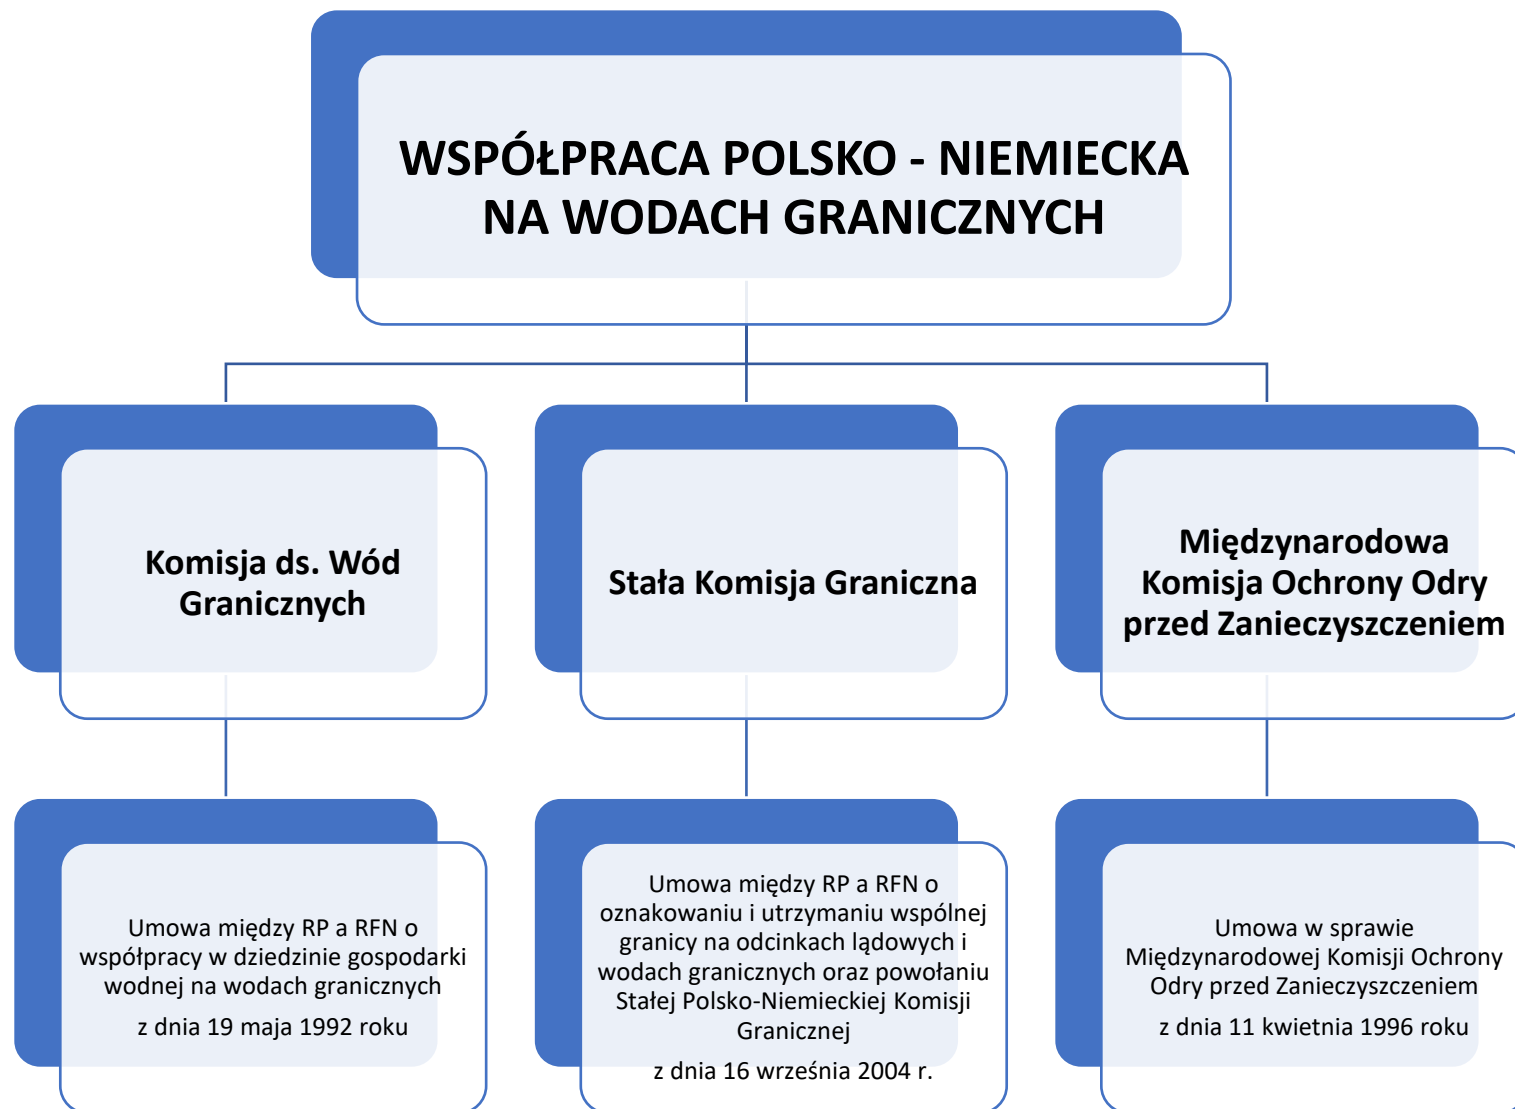 WSPÓŁPRACA POLSKO - NIEMIECKA
NA WODACH GRANICZNYCH
Komisja ds. Wód
Granicznych
Stała Komisja Graniczna
Międzynarodowa
Komisja Ochrony Odry
przed Zanieczyszczeniem
Umowa między RP a RFN o
współpracy w dziedzinie gospodarki
wodnej na wodach granicznych
z dnia 19 maja 1992 roku
Umowa między RP a RFN o
oznakowaniu i utrzymaniu wspólnej
granicy na odcinkach lądowych i
wodach granicznych oraz powołaniu
Stałej Polsko-Niemieckiej Komisji
Granicznej
z dnia 16 września 2004 r.
Umowa w sprawie
Międzynarodowej Komisji Ochrony
Odry przed Zanieczyszczeniem
z dnia 11 kwietnia 1996 roku